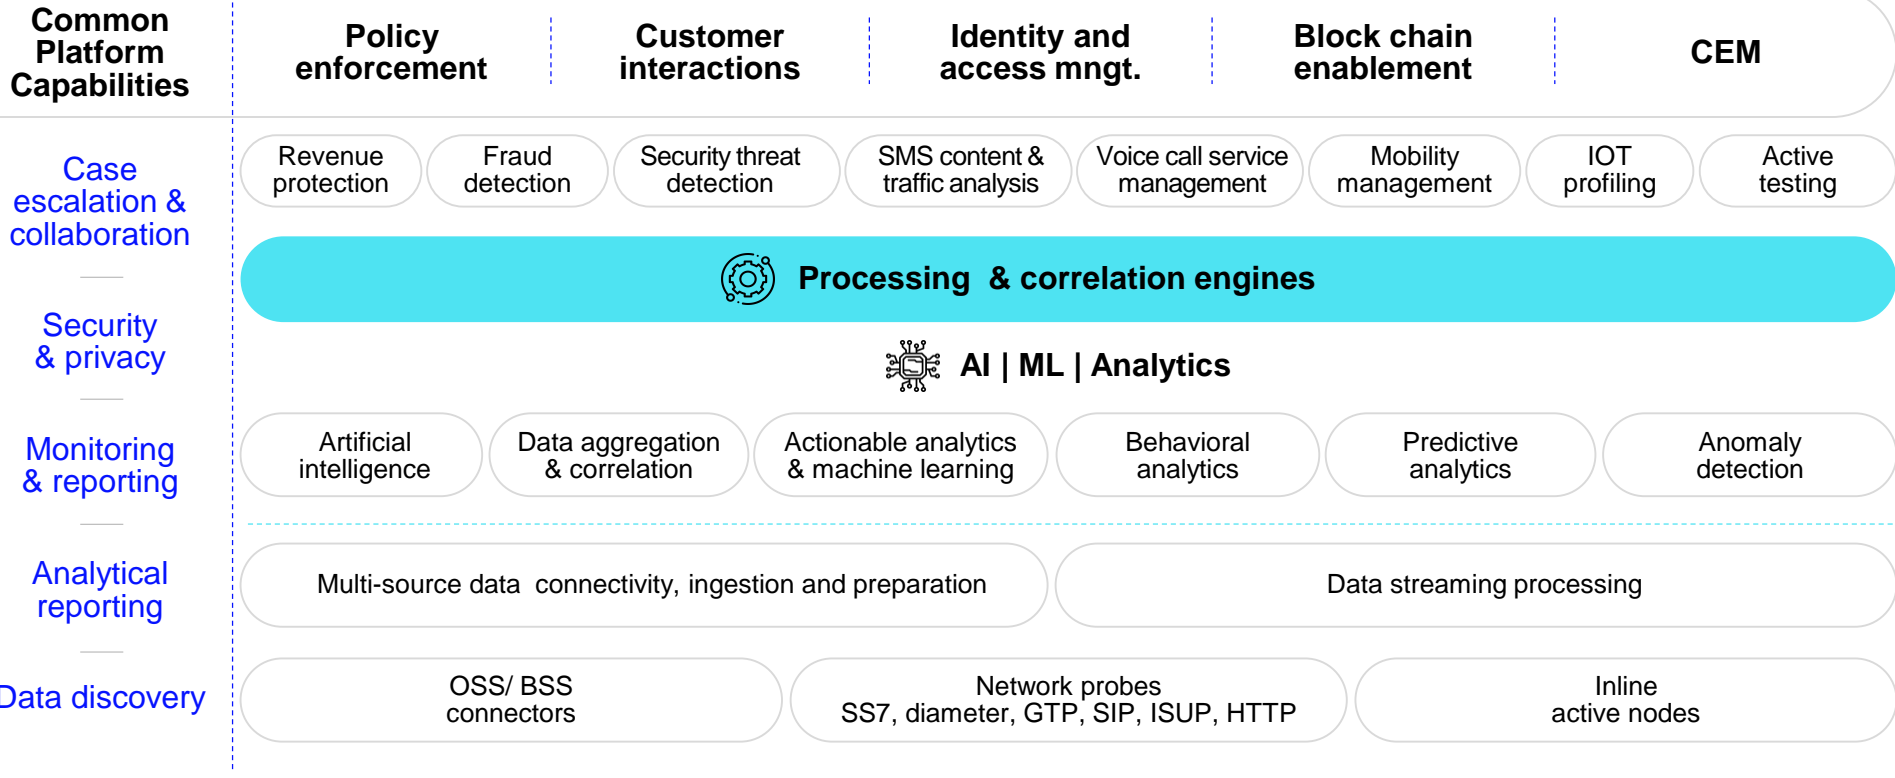 Common
Platform
Capabilities
Policy
enforcement
Customer
interactions
Identity and
access mngt.
Block chain
enablement
CEM
Case
escalation &
collaboration
Security
& privacy
Monitoring
& reporting
Analytical
reporting
Data discovery
Revenue
protection
Fraud
detection
Security threat
detection
SMS content &
traffic analysis
Voice call service
management
Mobility
management
IOT
profiling
Active
testing
Processing & correlation engines
AI | ML | Analytics
Artificial
intelligence
Data aggregation
& correlation
Actionable analytics
& machine learning
Behavioral
analytics
Predictive
analytics
Anomaly
detection
Multi-source data connectivity, ingestion and preparation
Data streaming processing
OSS/ BSS
connectors
Network probes
SS7, diameter, GTP, SIP, ISUP, HTTP
Inline
active nodes